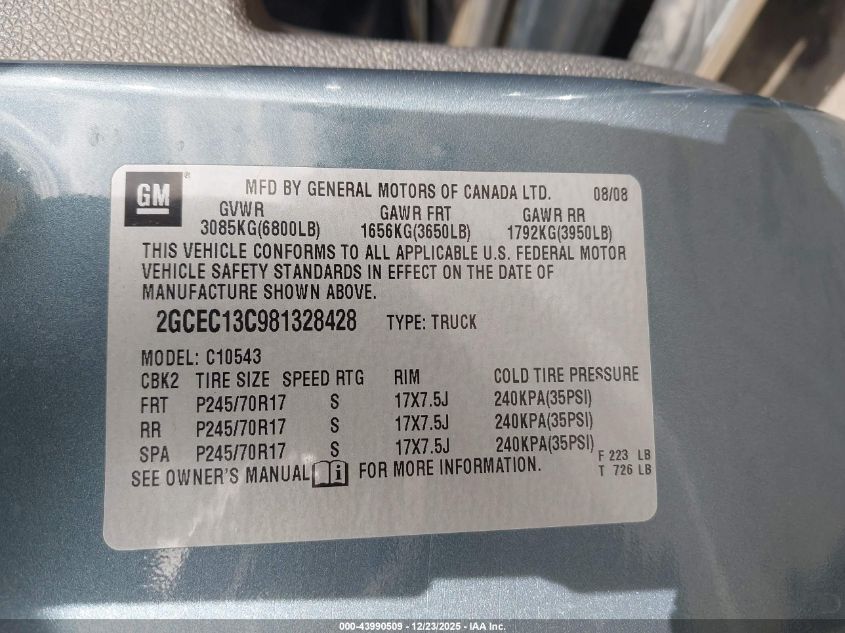 GM ® MFD BY GENERAL MOTORS OF CANADA LTD. 08/08
GVWR GAWR FRT GAWR RR
3085KG(6800LB) 1656KG(3650LB) 1792KG(3950LB)
THIS VEHICLE CONFORMS TO ALL APPLICABLE U.S. FEDERAL MOTOR
VEHICLE SAFETY STANDARDS IN EFFECT ON THE DATE OF
MANUFACTURE SHOWN ABOVE.
2GCEC13C981328428 TYPE: TRUCK
MODEL: C10543
CBK2 TIRE SIZE SPEED RTG RIM COLD TIRE PRESSURE
FRT P245/70R17 S 17X7.5J 240KPA(35PSI)
RR P245/70R17 S 17X7.5J 240KPA(35PSI)
SPA P245/70R17 S 17X7.5J 240KPA(35PSI)
F 223 LB
SEE OWNER'S MANUAL i FOR MORE INFORMATION. T 726 LB
000-43990509 - 12/23/2025 - IAA Inc.